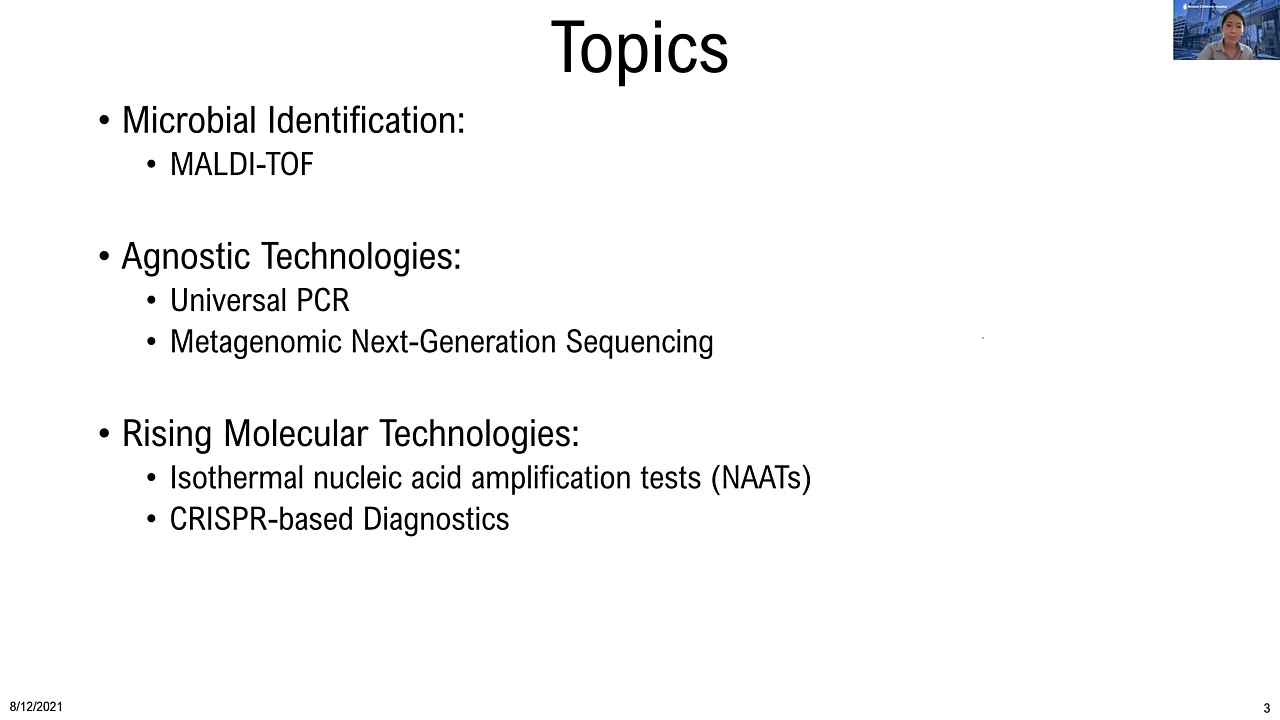 Topics
• Microbial Identification:
• MALDI-TOF
• Agnostic Technologies:
• Universal PCR
• Metagenomic Next-Generation Sequencing
• Rising Molecular Technologies:
• Isothermal nucleic acid amplification tests (NAATs)
• CRISPR-based Diagnostics
8/12/2021
3